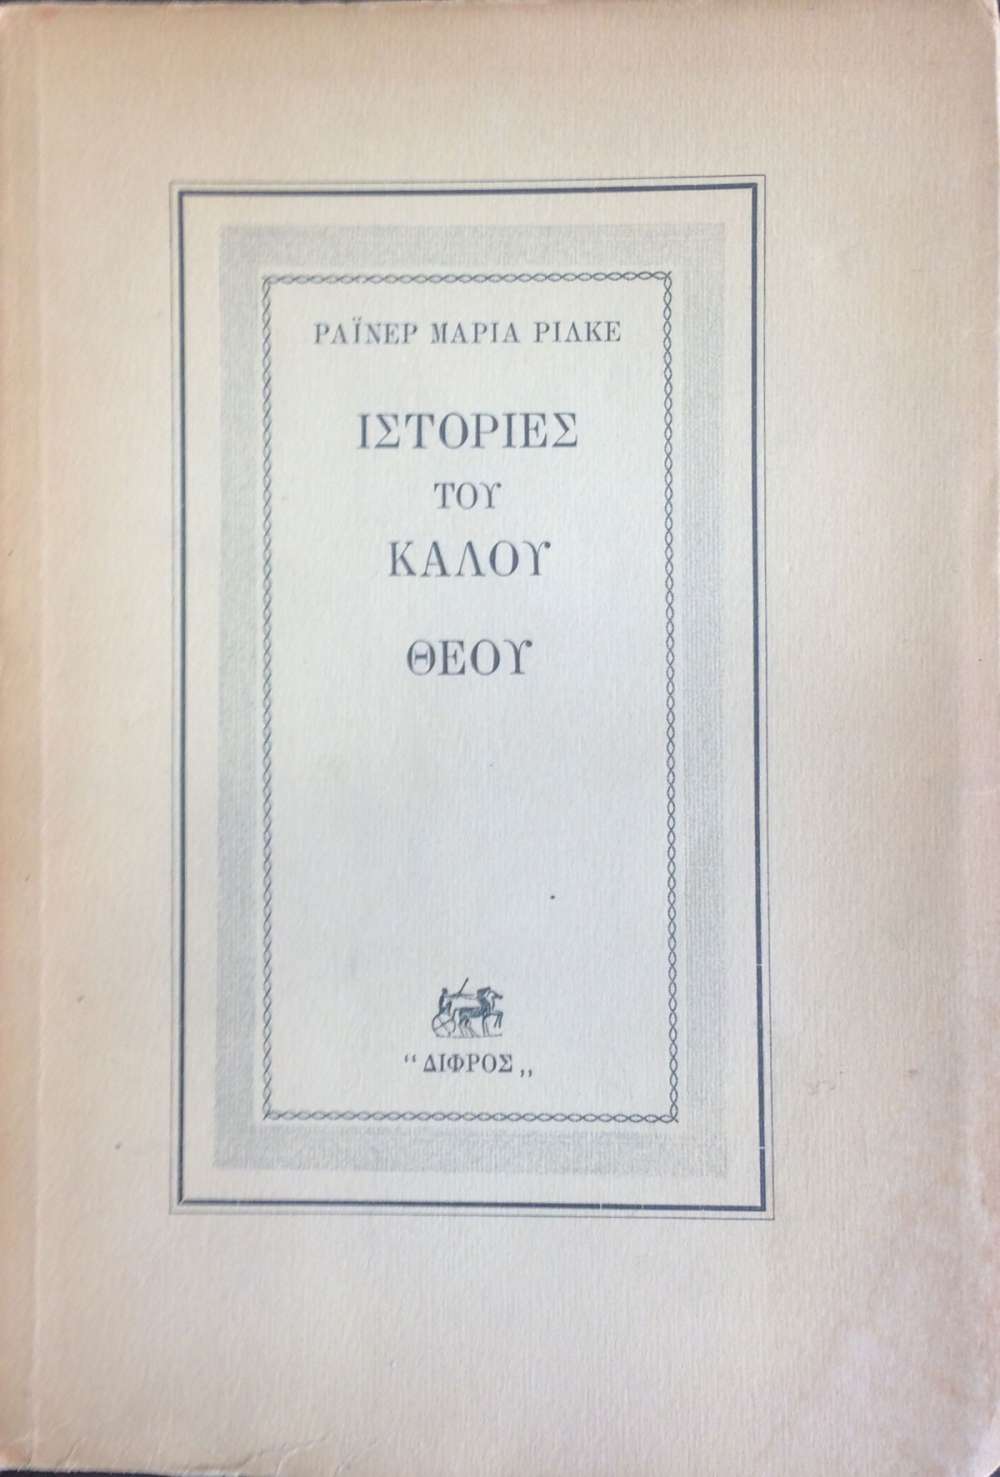 ΡΑΪΝΕΡ ΜΑΡΙΑ ΡΙΛΚΕ
ΙΣΤΟΡΙΕΣ
ΤΟΥ
ΚΑΛΟΥ
ΘΕΟΥ
“ ΔΙΦΡΟΣ „